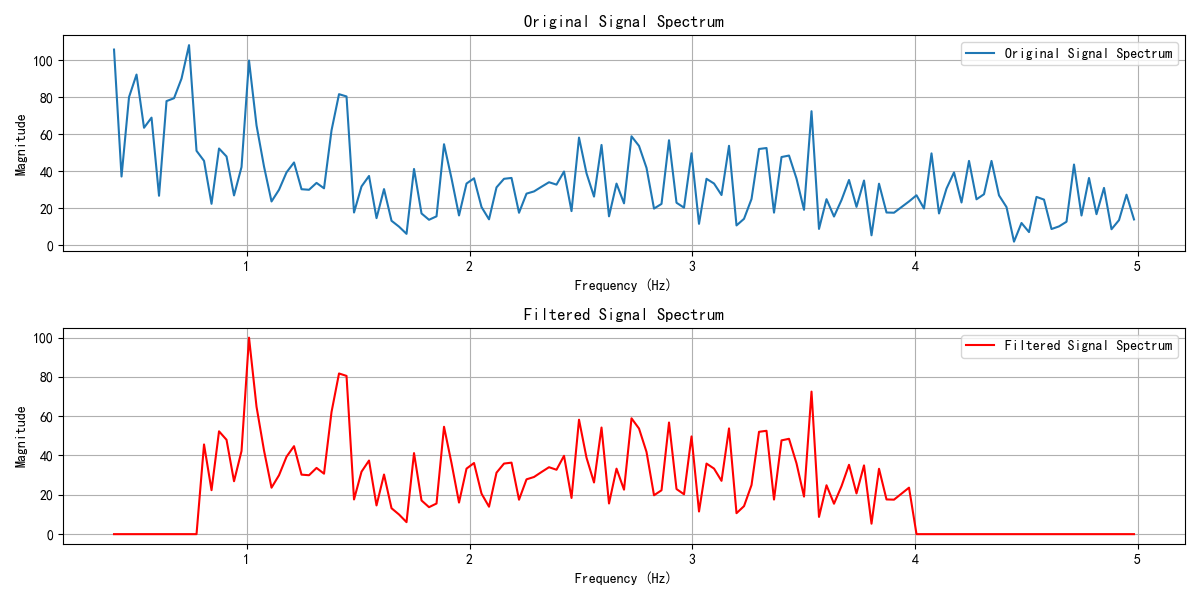 Original Signal Spectrum
Original Signal Spectrum
Magnitude
100
80
60
40
20
0
1 2 3 4 5
Frequency (Hz)
Filtered Signal Spectrum
Filtered Signal Spectrum
Magnitude
100
80
60
40
20
0
1 2 3 4 5
Frequency (Hz)